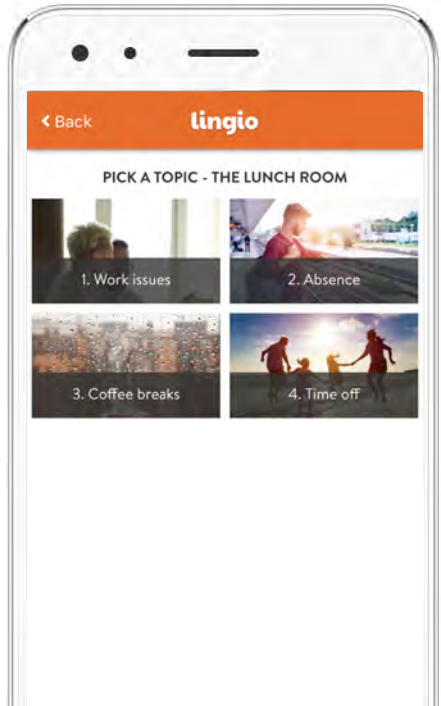 Back
lingio
PICK A TOPIC - THE LUNCH ROOM
1. Work issues
2. Absence
3. Coffee breaks
4. Time off